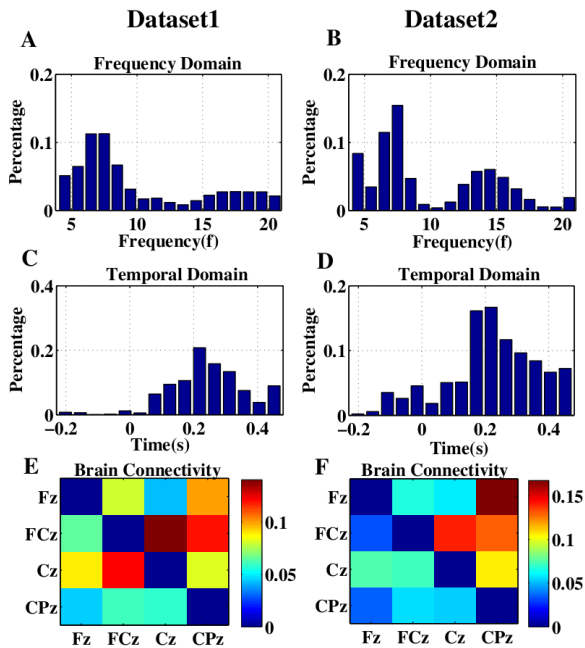 Dataset1 Dataset2
A B
Frequency Domain Frequency Domain
Percentage Percentage
0.2 0.2
0.1 0.1
0 0
5 10 15 20 5 10 15 20
Frequency(f) Frequency(f)
C D
Temporal Domain Temporal Domain
Percentage Percentage
0.4 0.4
0.2 0.2
0 0
−0.2 0 0.2 0.4 −0.2 0 0.2 0.4
Time(s) Time(s)
E F
Brain Connectivity Brain Connectivity
Fz Fz
FCz FCz
Cz Cz
CPz CPz
0.1 0.15
0.05 0.1
0 0.05
0
Fz FCz Cz CPz Fz FCz Cz CPz